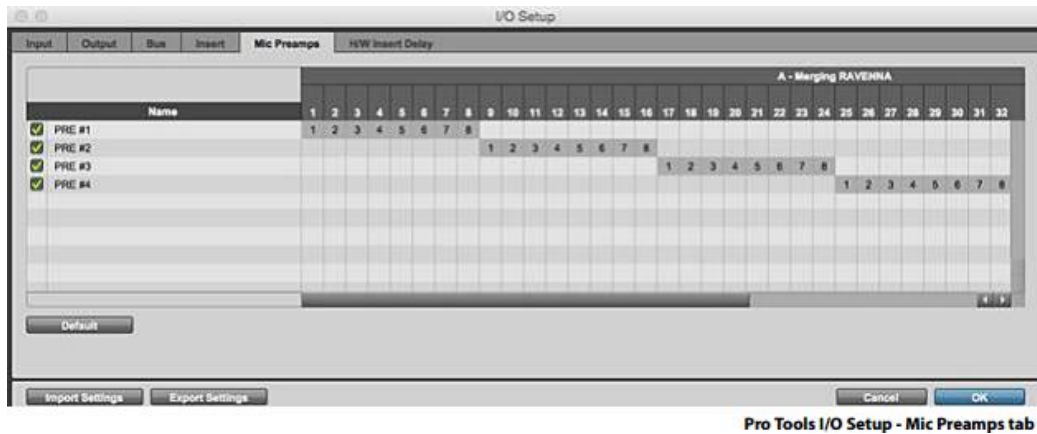 I/O Setup
Input Output Bus Insert Mic Preamps H/W Insert Delay
A - Merging RAVENNA
Name 1 2 3 4 5 6 7 8 9 10 11 12 13 14 15 16 17 18 19 20 21 22 23 24 25 26 27 28 29 30 31 32
PRE #1 1 2 3 4 5 6 7 8
PRE #2 1 2 3 4 5 6 7 8
PRE #3 1 2 3 4 5 6 7 8
PRE #4 1 2 3 4 5 6 7 8
Default
Import Settings Export Settings Cancel OK
Pro Tools I/O Setup - Mic Preamps tab